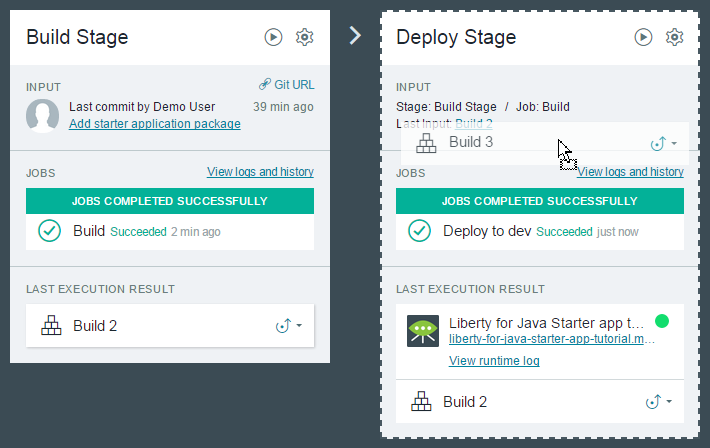 Build Stage
INPUT
Git URL
Last commit by Demo User
39 min ago
Add starter application package
JOBS
View logs and history
JOBS COMPLETED SUCCESSFULLY
Build Succeeded 2 min ago
LAST EXECUTION RESULT
Build 2
Deploy Stage
INPUT
Stage: Build Stage / Job: Build
Last Input: Build 2
Build 3
JOBS
View logs and history
JOBS COMPLETED SUCCESSFULLY
Deploy to dev Succeeded just now
LAST EXECUTION RESULT
Liberty for Java Starter app t...
liberty-for-java-starter-app-tutorial.m...
View runtime log
Build 2